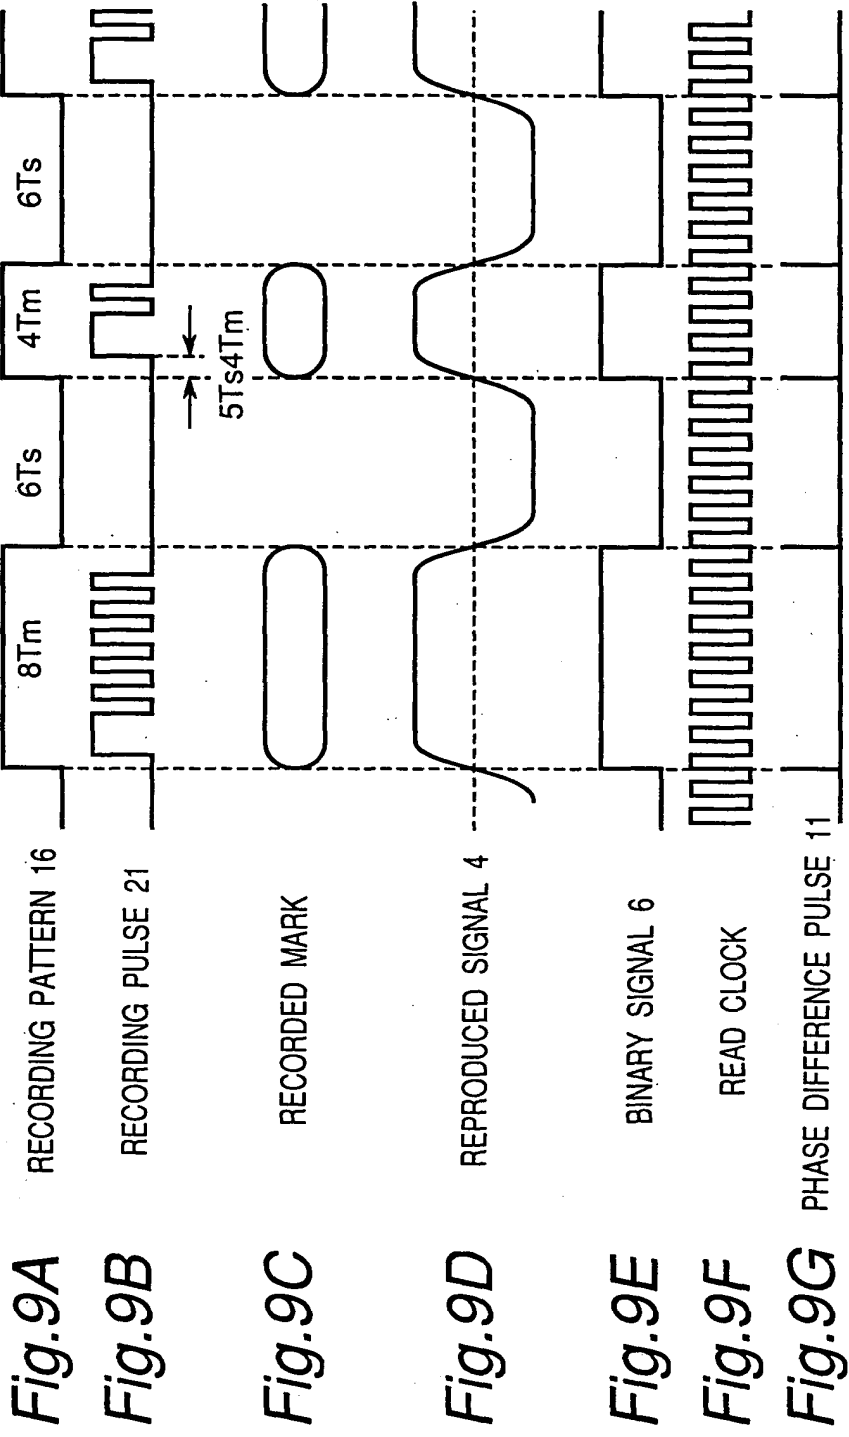 Fig.9A RECORDING PATTERN 16 8Tm 6Ts 4Tm 6Ts
Fig.9B RECORDING PULSE 21
5Ts4Tm
Fig.9C RECORDED MARK
Fig.9D REPRODUCED SIGNAL 4
Fig.9E BINARY SIGNAL 6
Fig.9F READ CLOCK
Fig.9G PHASE DIFFERENCE PULSE 11